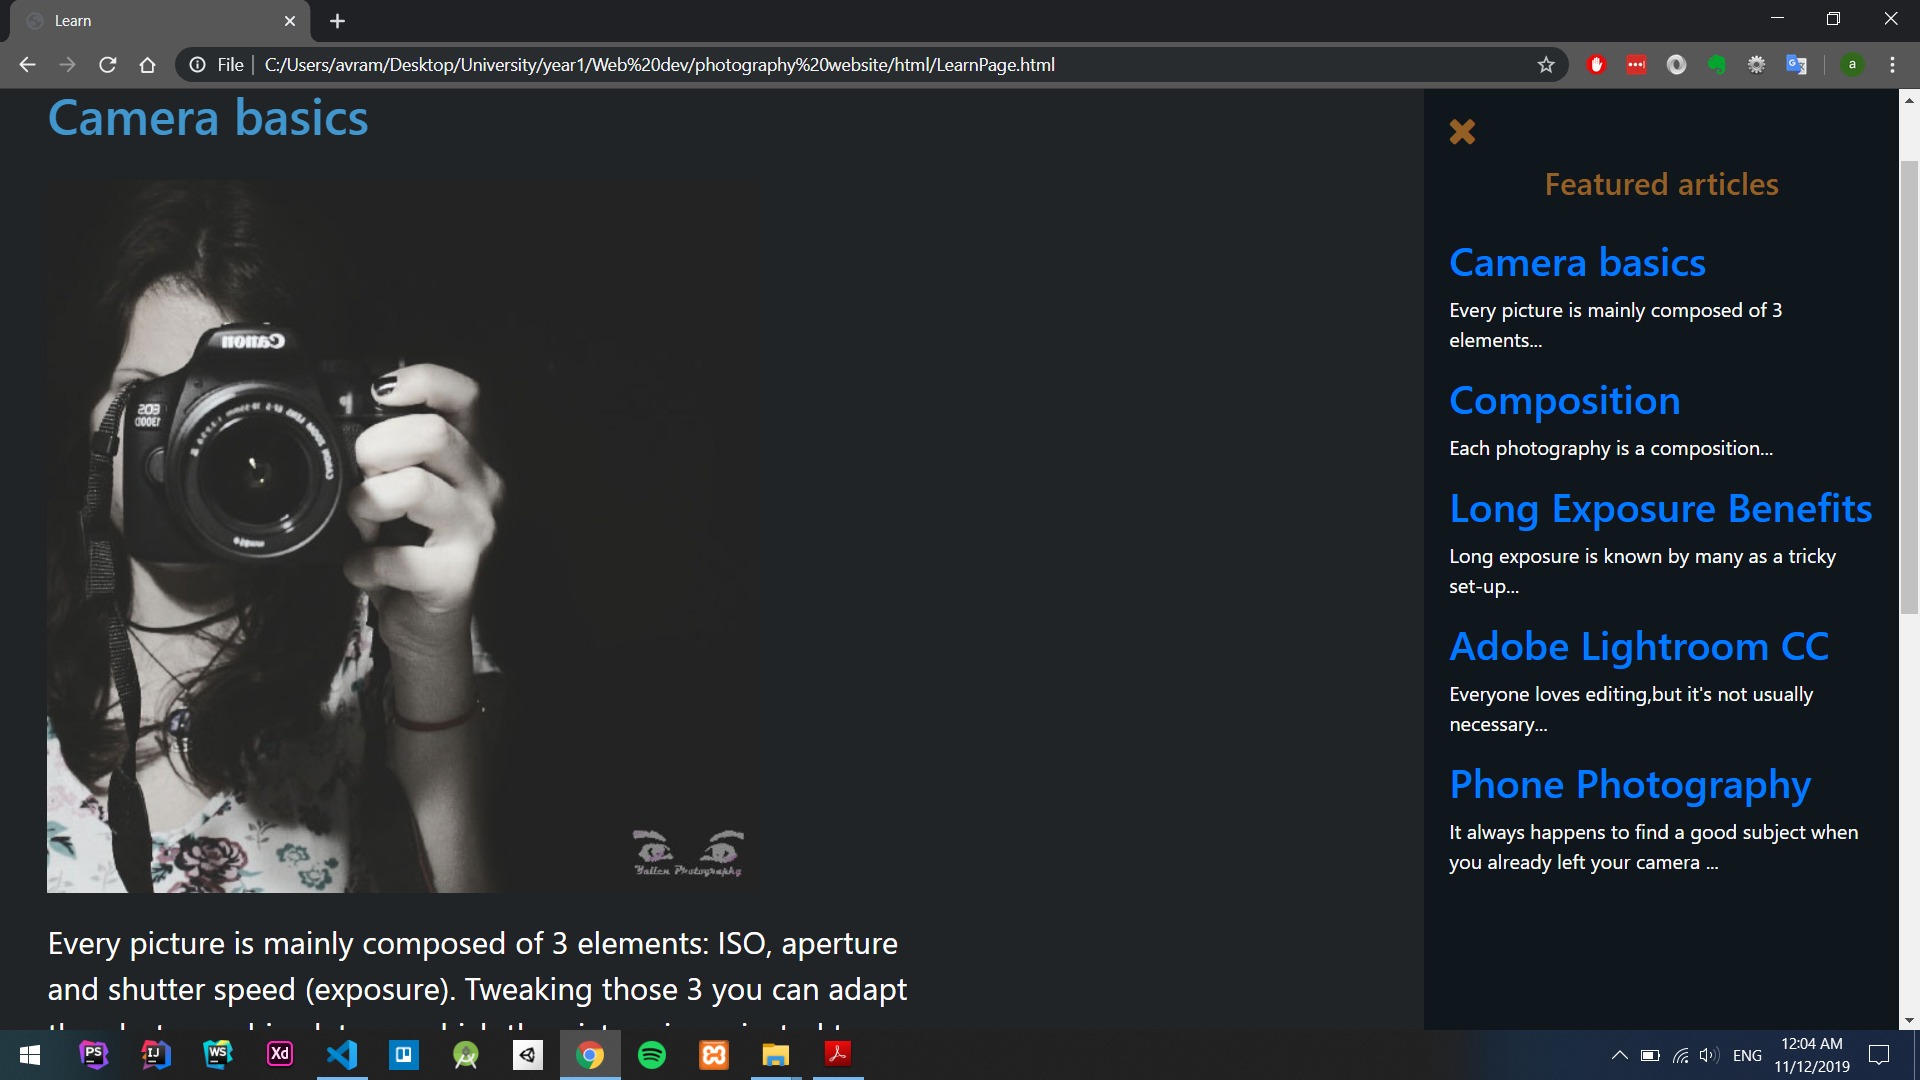 Learn
File
C:/Users/avram/Desktop/University/year1/Web%20dev/photography%20website/html/LearnPage.html
a
Camera basics
Canon
EOS
1300D
Yallen Photography
Every picture is mainly composed of 3 elements: ISO, aperture
and shutter speed (exposure). Tweaking those 3 you can adapt
Featured articles
Camera basics
Every picture is mainly composed of 3
elements...
Composition
Each photography is a composition...
Long Exposure Benefits
Long exposure is known by many as a tricky
set-up...
Adobe Lightroom CC
Everyone loves editing,but it's not usually
necessary...
Phone Photography
It always happens to find a good subject when
you already left your camera ...
PS
IJ
WS
Xd
ENG
12:04 AM
11/12/2019